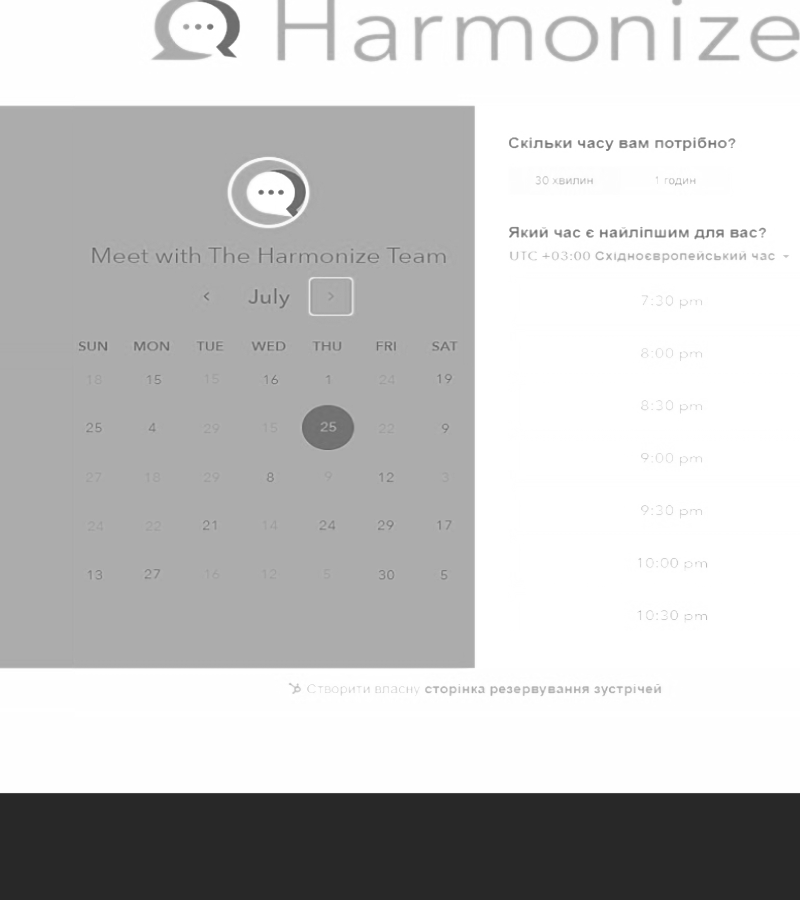 Harmonize
Meet with The Harmonize Team
July
SUN MON TUE WED THU FRI SAT
18 15 15 16 1 24 19
25 4 29 15 25 22 9
27 18 29 8 9 12 3
24 22 21 14 24 29 17
13 27 16 12 5 30 5
Скільки часу вам потрібно?
30 хвилин 1 годин
Який час є найліпшим для вас?
UTC +03:00 Східноєвропейський час
7:30 pm
8:00 pm
8:30 pm
9:00 pm
9:30 pm
10:00 pm
10:30 pm
Створити власну сторінка резервування зустрічей